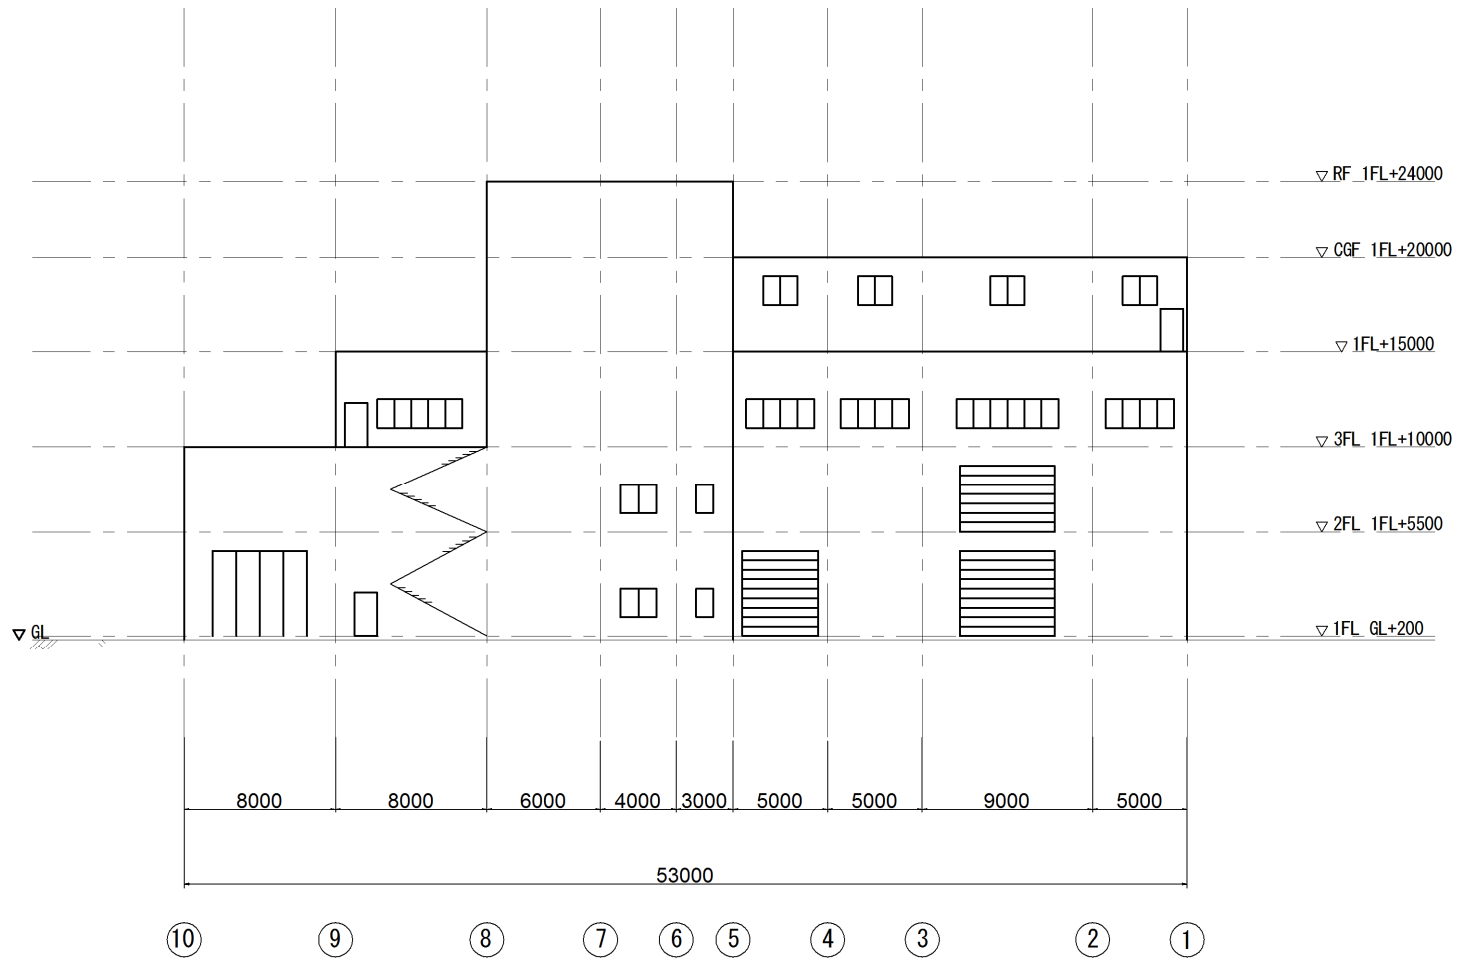 ▽ RF 1FL+24000
▽ CGF 1FL+20000
▽ 1FL+15000
▽ 3FL 1FL+10000
▽ 2FL 1FL+5500
▽ GL
▽ 1FL GL+200
8000 8000 6000 4000 3000 5000 5000 9000 5000
53000
10 9 8 7 6 5 4 3 2 1